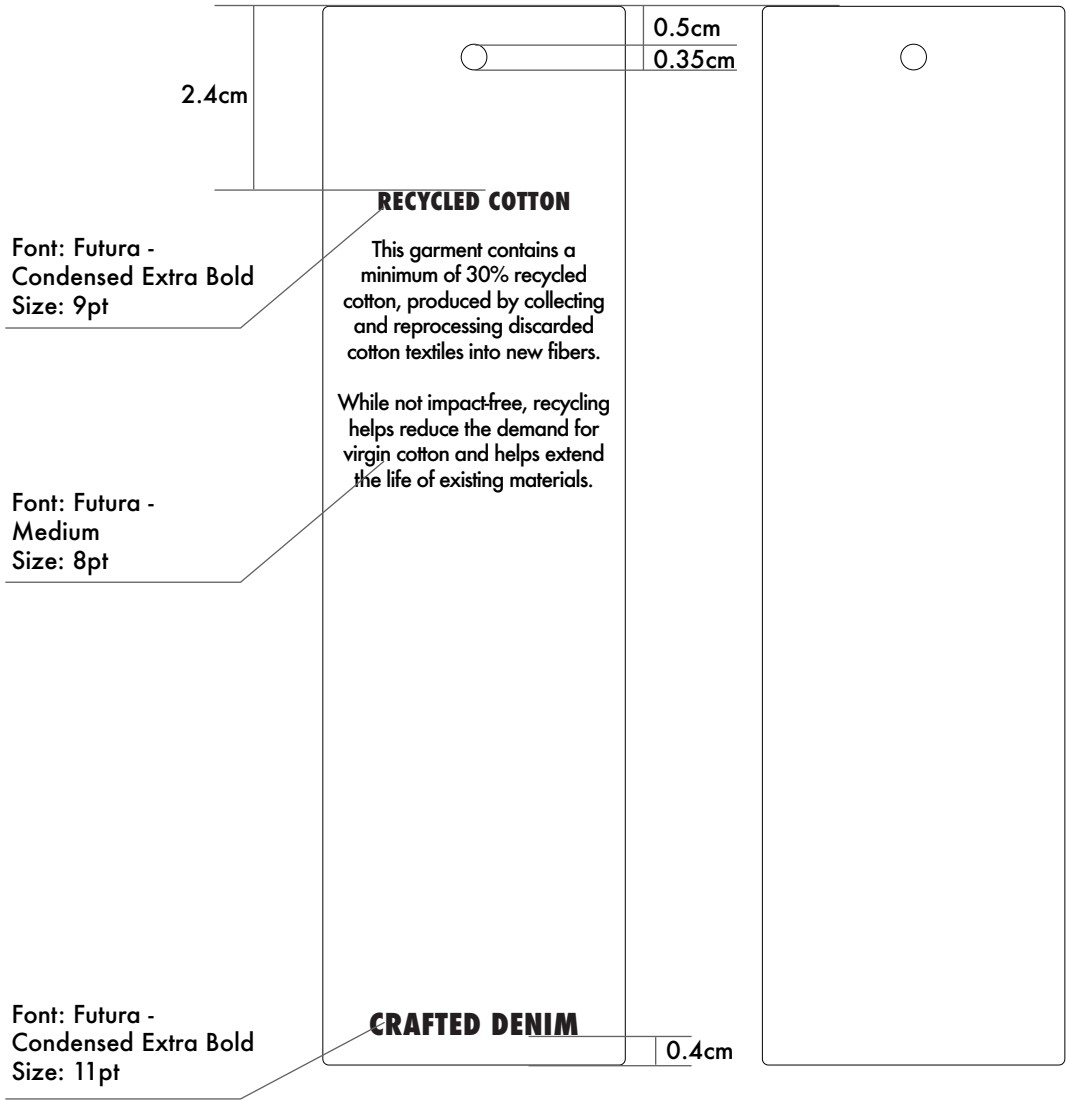 0.5cm
0.35cm
2.4cm
RECYCLED COTTON
Font: Futura -
Condensed Extra Bold
Size: 9pt
This garment contains a
minimum of 30% recycled
cotton, produced by collecting
and reprocessing discarded
cotton textiles into new fibers.
While not impact-free, recycling
helps reduce the demand for
virgin cotton and helps extend
the life of existing materials.
Font: Futura -
Medium
Size: 8pt
Font: Futura -
Condensed Extra Bold
Size: 11pt
CRAFTED DENIM
0.4cm